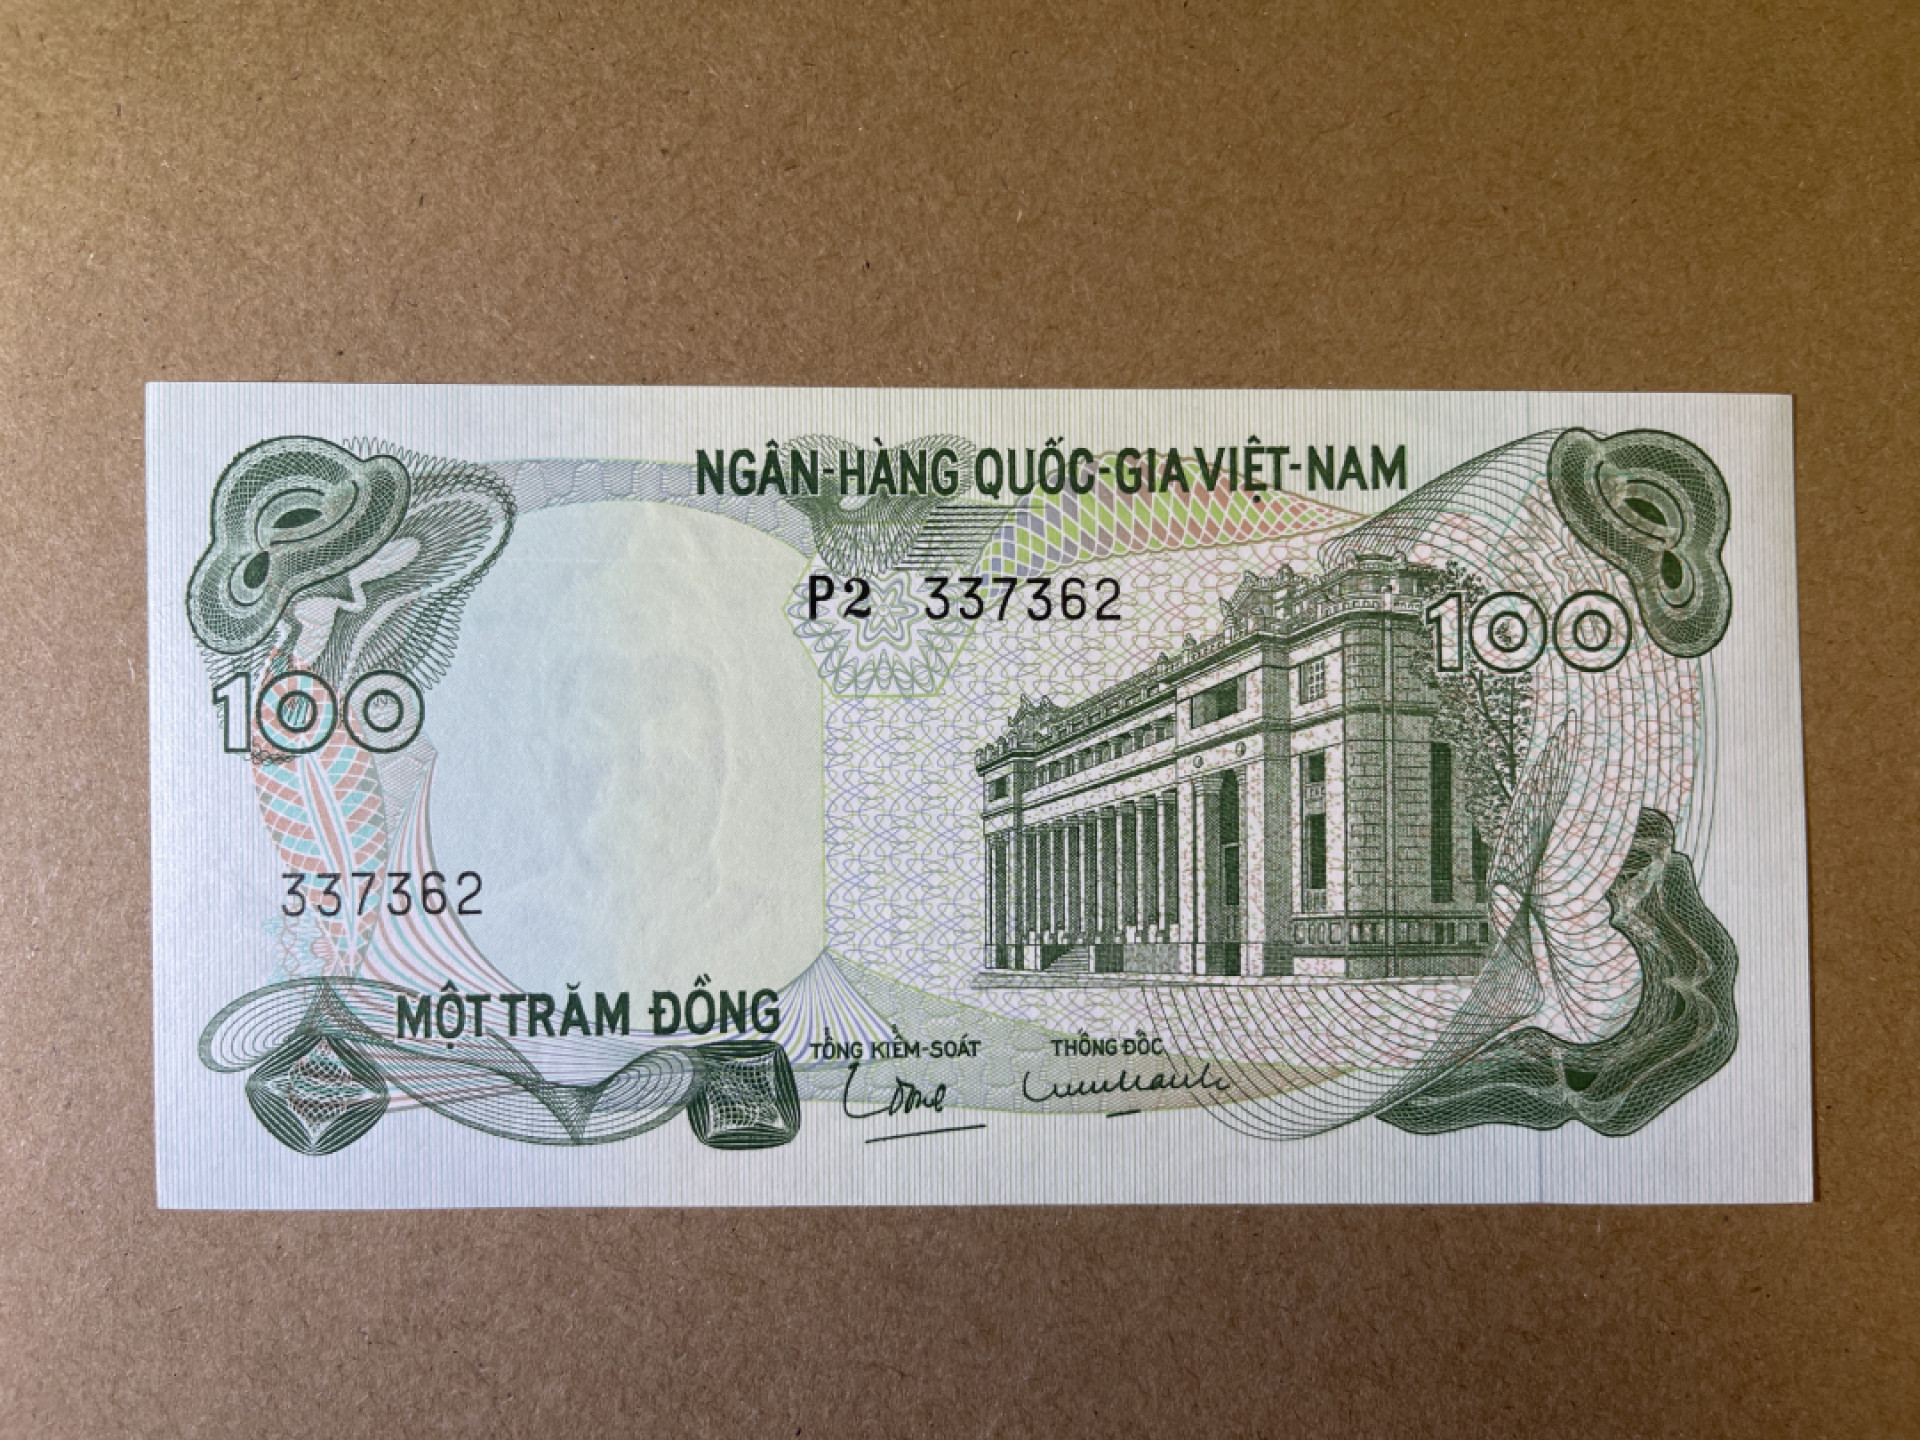 NGÂN-HÀNG QUỐC-GIA VIỆT-NAM
P2 337362
100
100
337362
MỘT TRĂM ĐỒNG
TỔNG KIỂM-SOÁT THỐNG ĐỐC